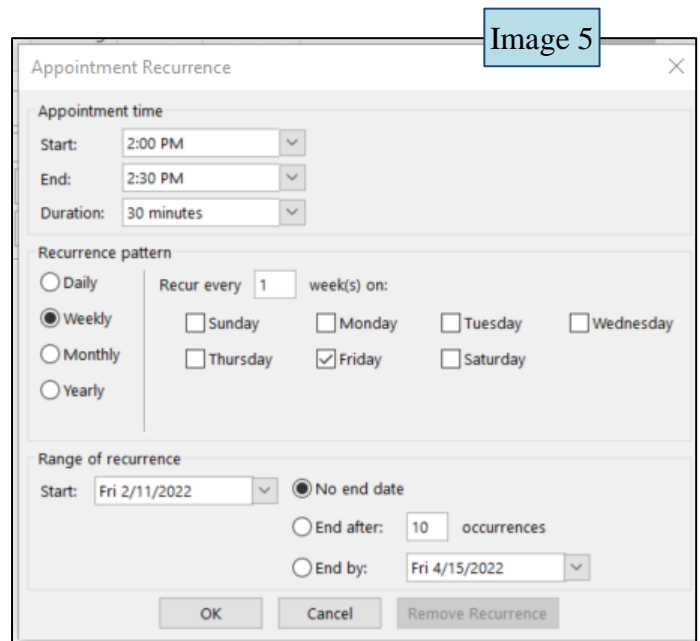 Image 5
Appointment Recurrence
Appointment time
Start: 2:00 PM
End: 2:30 PM
Duration: 30 minutes
Recurrence pattern
Daily Recur every 1 week(s) on:
Weekly Sunday Monday Tuesday Wednesday
Monthly Thursday Friday Saturday
Yearly
Range of recurrence
Start: Fri 2/11/2022 No end date
End after: 10 occurrences
End by: Fri 4/15/2022
OK Cancel Remove Recurrence